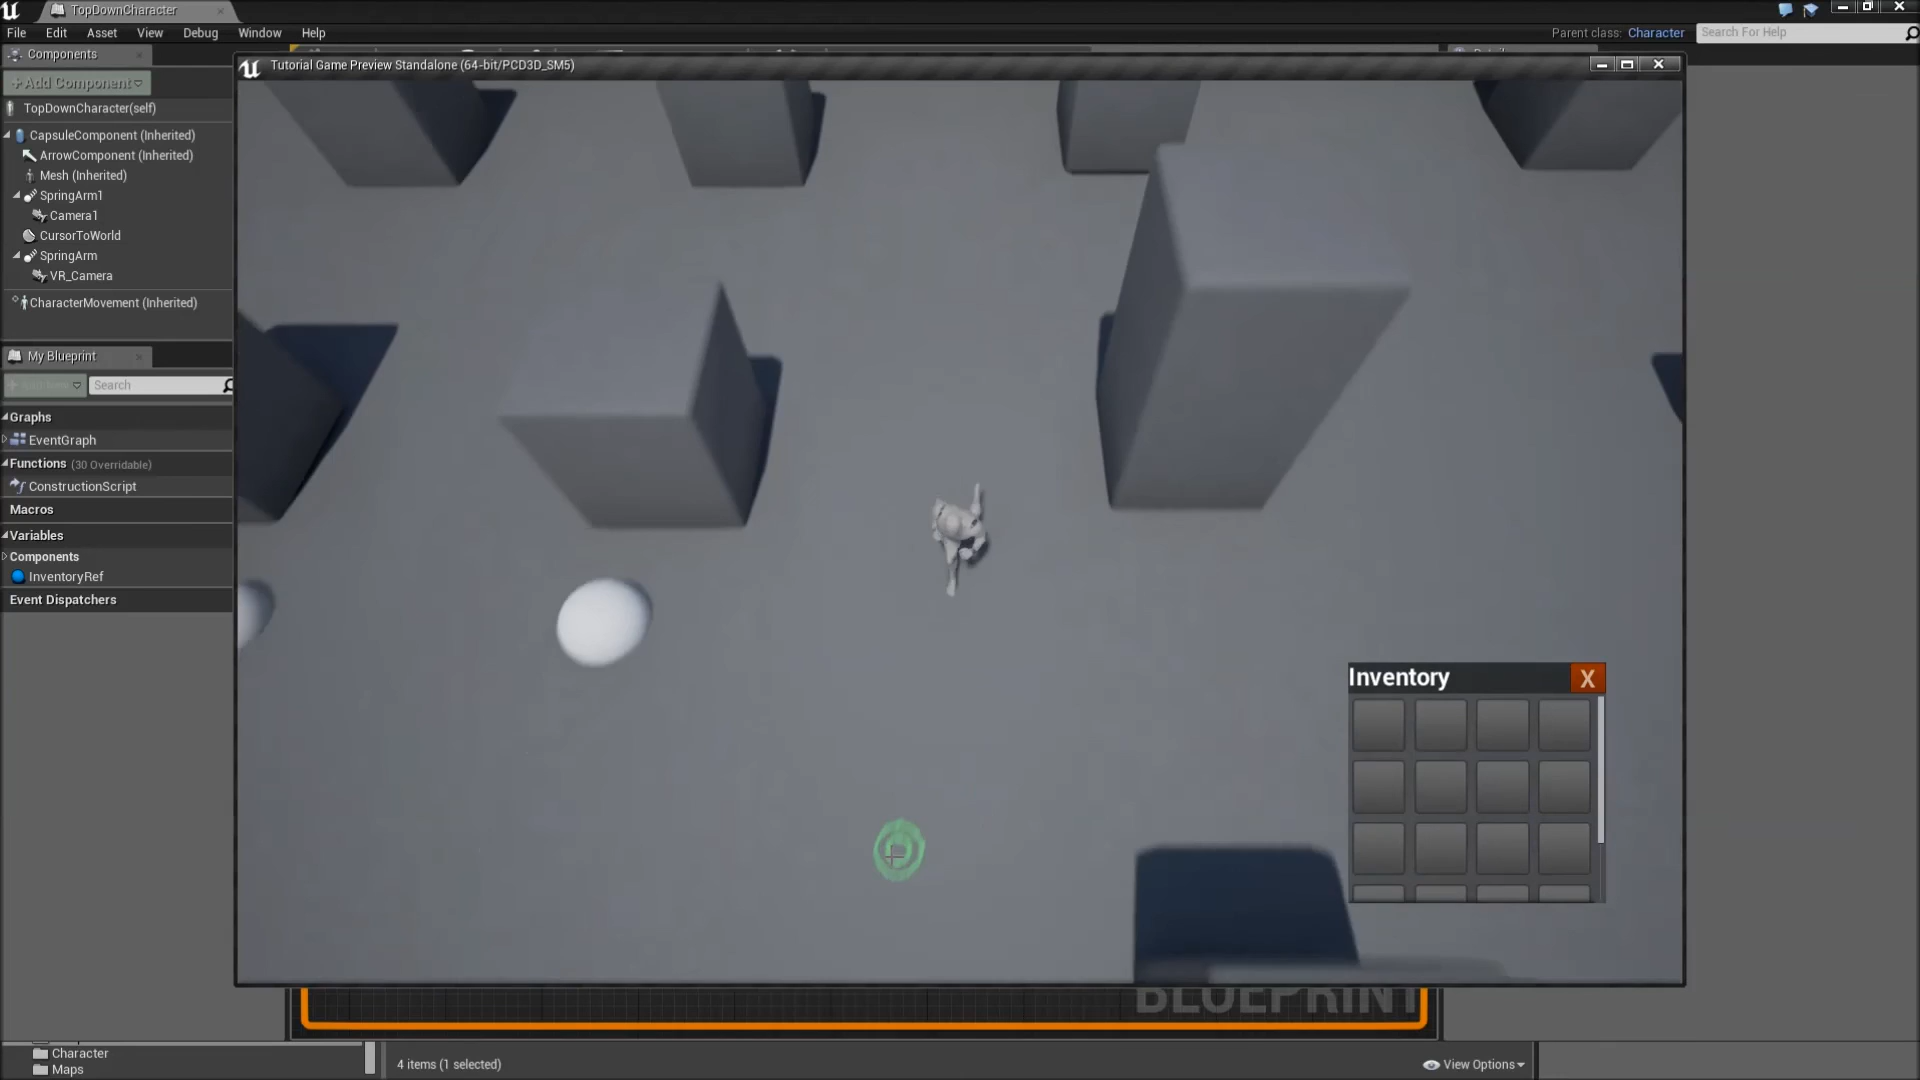 TopDownCharacter
File Edit Asset View Debug Window Help
Parent class: Character
Search For Help
Components
Add Component
Tutorial Game Preview Standalone (64-bit/PCD3D_SM5)
TopDownCharacter(self)
CapsuleComponent (Inherited)
ArrowComponent (Inherited)
Mesh (Inherited)
SpringArm1
Camera1
CursorToWorld
SpringArm
VR_Camera
CharacterMovement (Inherited)
My Blueprint
Search
Graphs
EventGraph
Functions (30 Overridable)
ConstructionScript
Macros
Variables
Components
InventoryRef
Event Dispatchers
Inventory X
BLUEPRINT
Character
Maps
4 items (1 selected)
View Options